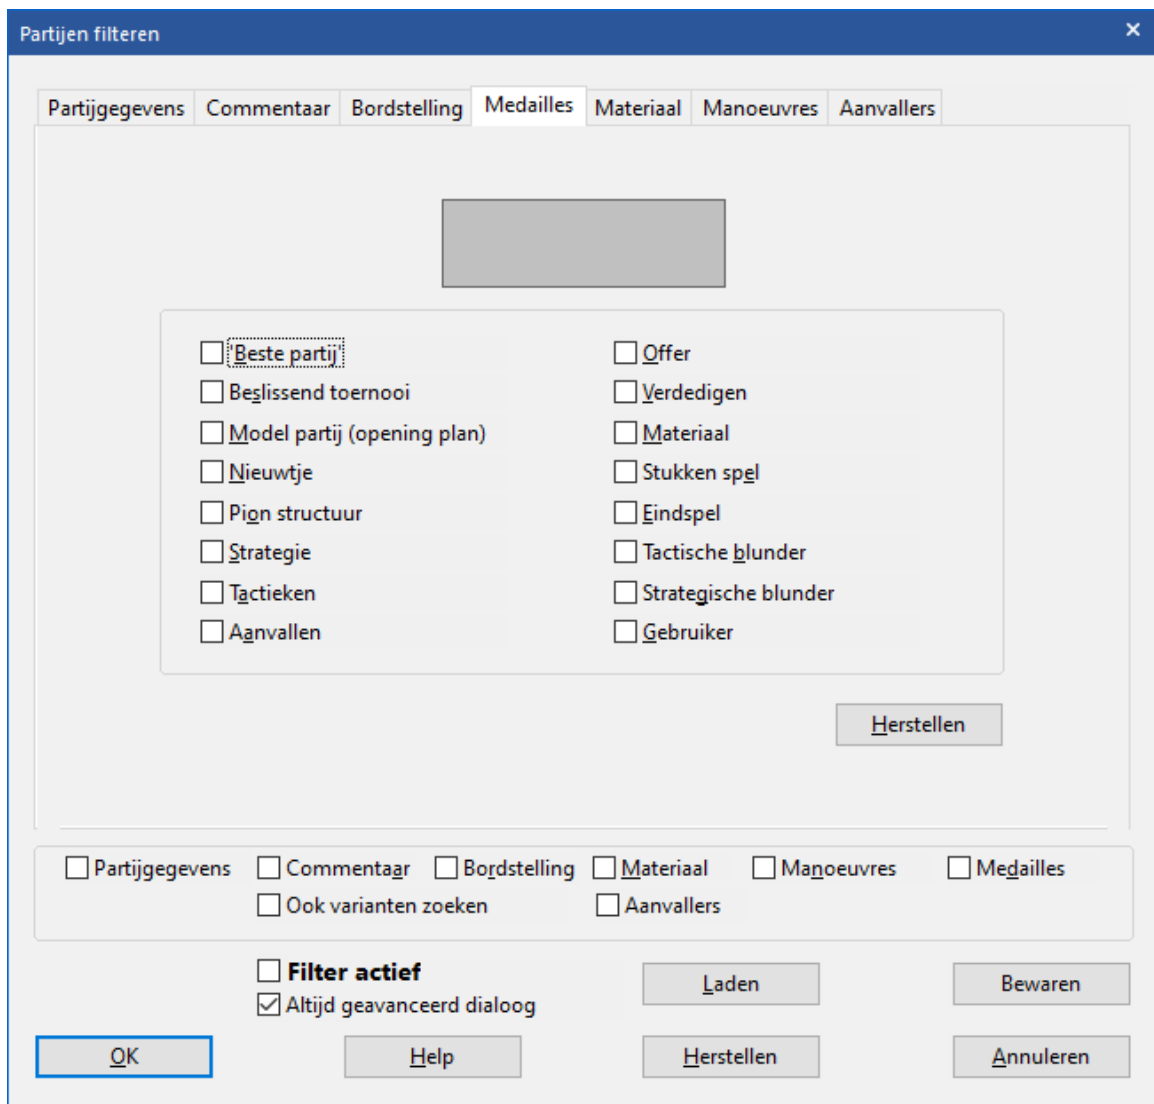 Partijen filteren
Partijgegevens Commentaar Bordstelling Medailles Materiaal Manoeuvres Aanvallers
'Beste partij' Offer
Beslissend toernooi Verdedigen
Model partij (opening plan) Materiaal
Nieuwtje Stukken spel
Pion structuur Eindspel
Strategie Tactische blunder
Tactieken Strategische blunder
Aanvallen Gebruiker
Herstellen
Partijgegevens Commentaar Bordstelling Materiaal Manoeuvres Medailles
Ook varianten zoeken Aanvallers
Filter actief Laden Bewaren
Altijd geavanceerd dialoog
OK Help Herstellen Annuleren